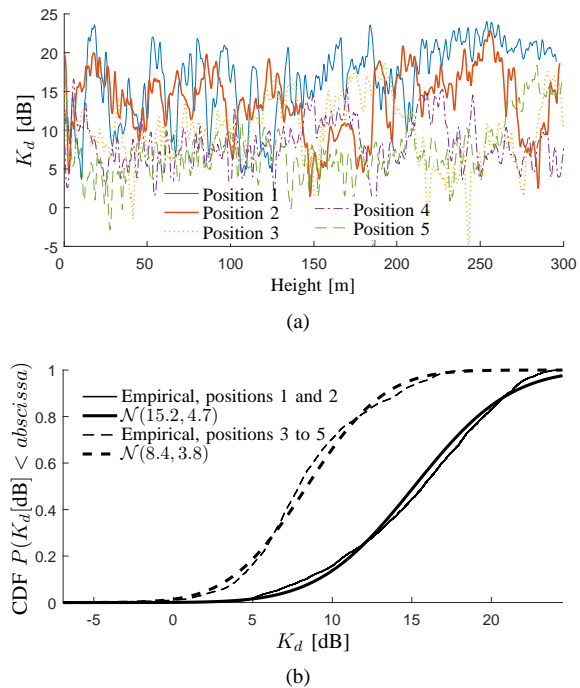 25
20
15
10
5
0
-5
K_d [dB]
Position 1
Position 2
Position 3
Position 4
Position 5
0 50 100 150 200 250 300
Height [m]
(a)
1
0.8
0.6
0.4
0.2
0
CDF P(K_d[dB] < abscissa)
Empirical, positions 1 and 2
𝒩(15.2, 4.7)
Empirical, positions 3 to 5
𝒩(8.4, 3.8)
-5 0 5 10 15 20
K_d [dB]
(b)